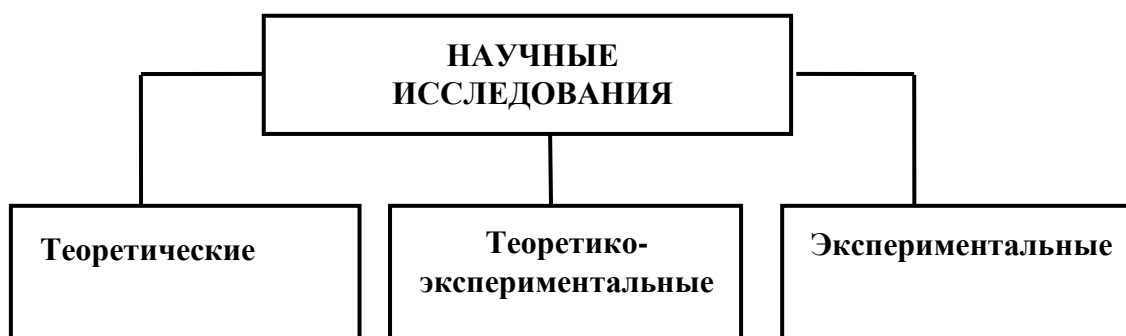 НАУЧНЫЕ
ИССЛЕДОВАНИЯ
Теоретические
Теоретико-
экспериментальные
Экспериментальные